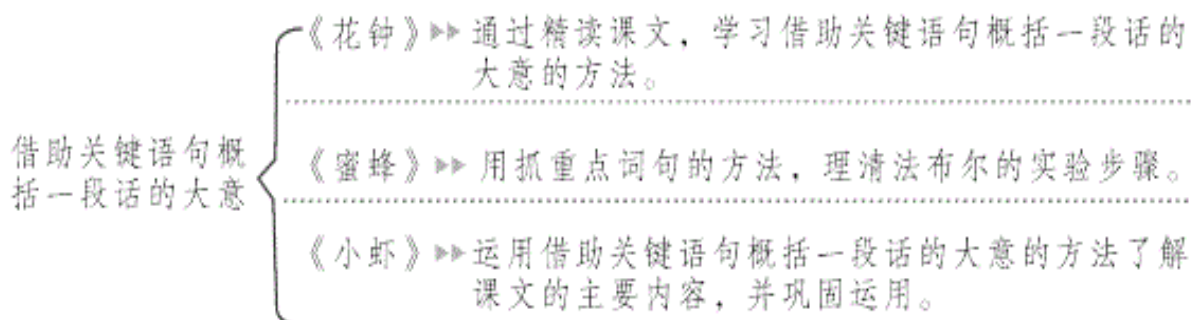 《花钟》▸▸通过精读课文，学习借助关键语句概括一段话的
大意的方法。
借助关键语句概
括一段话的大意
《蜜蜂》▸▸用抓重点词句的方法，理清法布尔的实验步骤。
《小虾》▸▸运用借助关键语句概括一段话的大意的方法了解
课文的主要内容，并巩固运用。